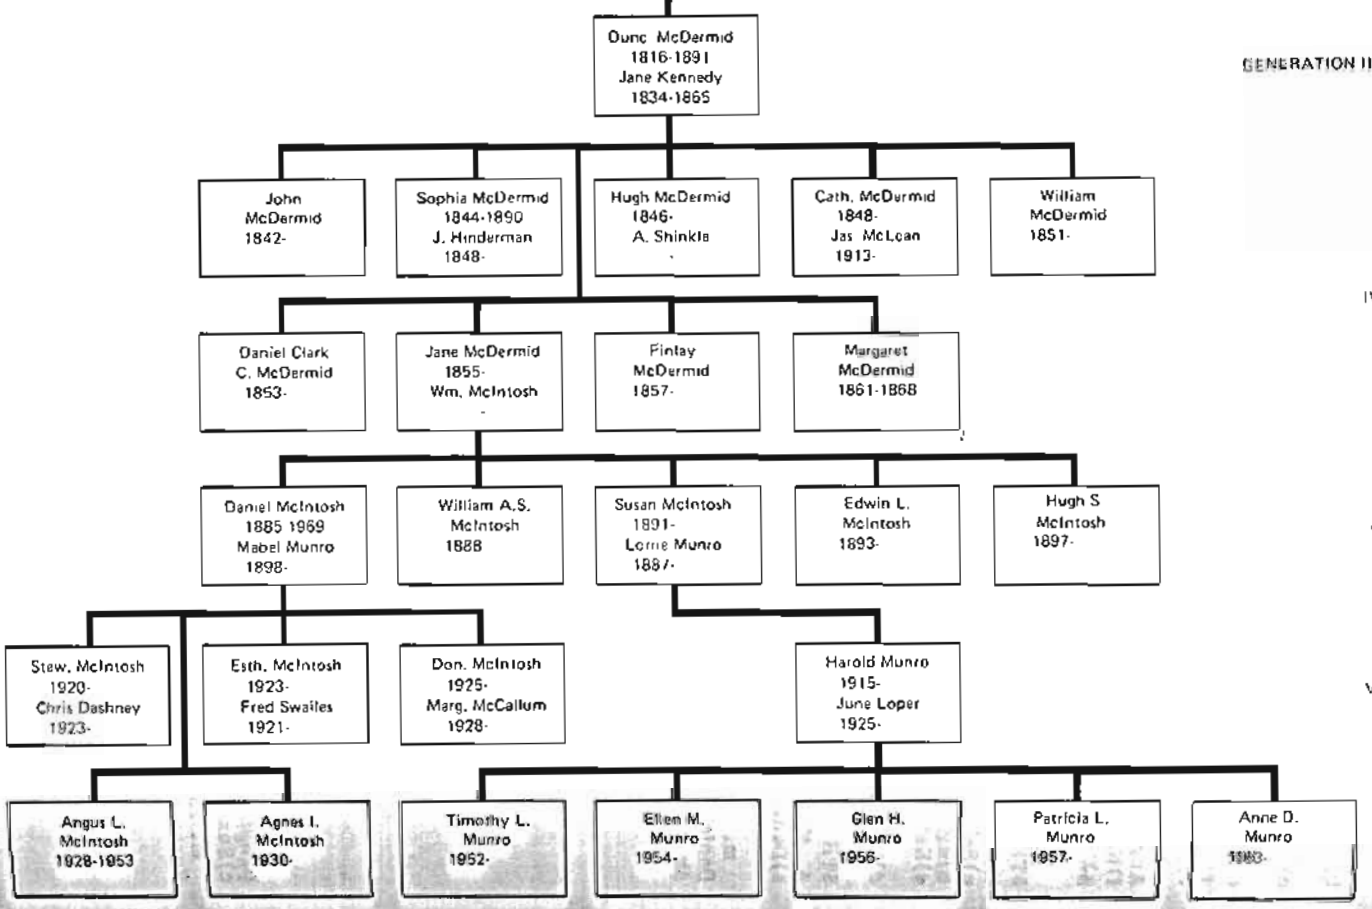 Dunc McDermid
1816-1891
Jane Kennedy
1834-1865
GENERATION II
John
McDermid
1842-
Sophia McDermid
1844-1890
J. Hinderman
1848-
Hugh McDermid
1846-
A. Shinkle
-
Cath. McDermid
1848-
Jas McLean
1913-
William
McDermid
1851-
Daniel Clark
C. McDermid
1853-
Jane McDermid
1855-
Wm. McIntosh
-
Finlay
McDermid
1857-
Margaret
McDermid
1861-1868
Daniel McIntosh
1885 1969
Mabel Munro
1898-
William A.S.
McIntosh
1888
Susan McIntosh
1891-
Lorne Munro
1887-
Edwin L.
McIntosh
1893-
Hugh S
McIntosh
1897-
Stew. McIntosh
1920-
Chris Dashney
1923-
Esth. McIntosh
1923-
Fred Swailes
1921-
Don. McIntosh
1925-
Marg. McCallum
1928-
Harold Munro
1915-
June Loper
1925-
Angus L.
McIntosh
1928-1953
Agnes I.
McIntosh
1930-
Timothy L.
Munro
1952-
Ellen M.
Munro
1954-
Glen H.
Munro
1956-
Patricia L.
Munro
1957-
Anne D.
Munro